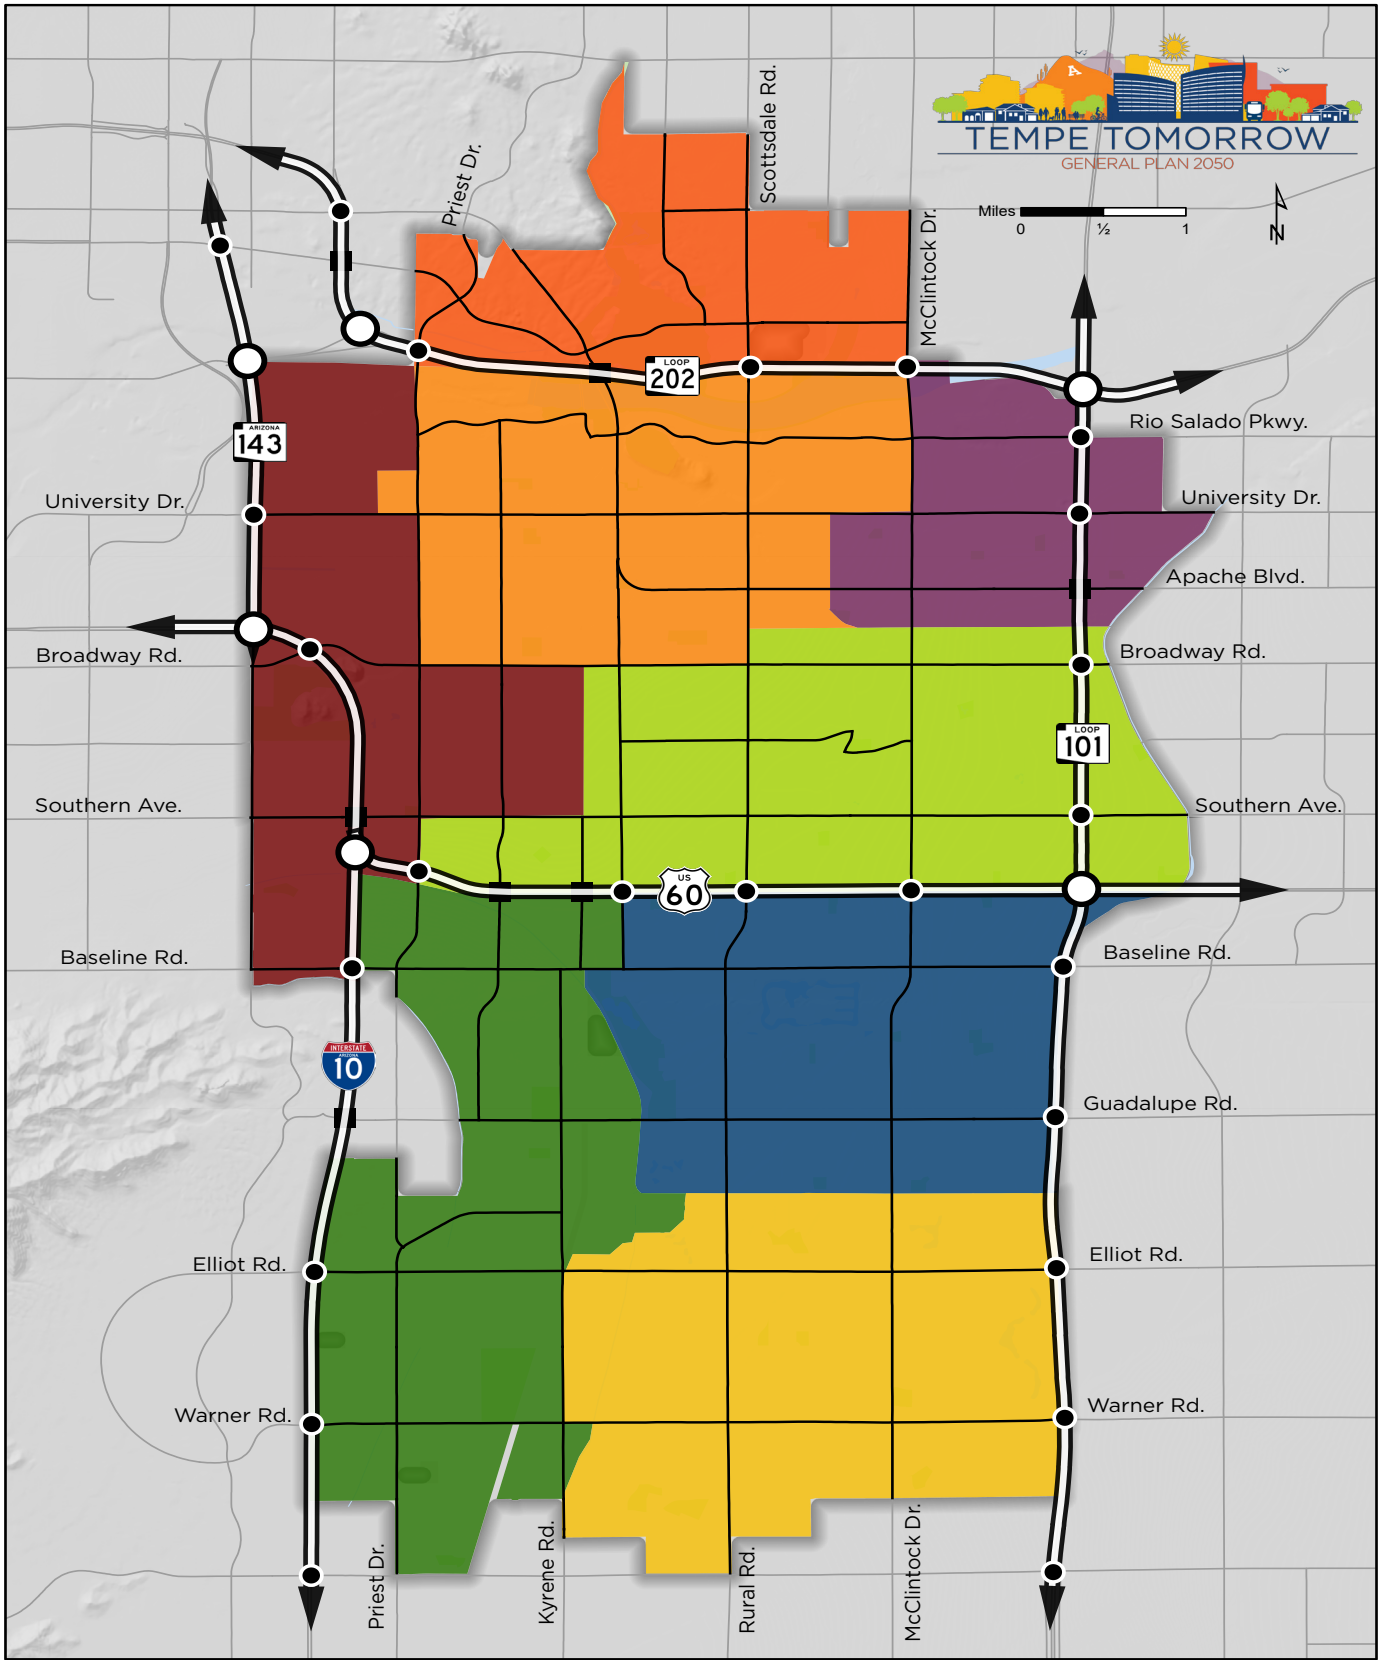 Scottsdale Rd.
A
TEMPE TOMORROW
GENERAL PLAN 2050
Priest Dr.
Miles
0 ½ 1
N
McClintock Dr.
LOOP
202
ARIZONA
143
Rio Salado Pkwy.
University Dr.
University Dr.
Apache Blvd.
Broadway Rd.
Broadway Rd.
LOOP
101
Southern Ave.
Southern Ave.
US
60
Baseline Rd.
Baseline Rd.
INTERSTATE
ARIZONA
10
Guadalupe Rd.
Elliot Rd.
Elliot Rd.
Warner Rd.
Warner Rd.
Priest Dr.
Kyrene Rd.
Rural Rd.
McClintock Dr.